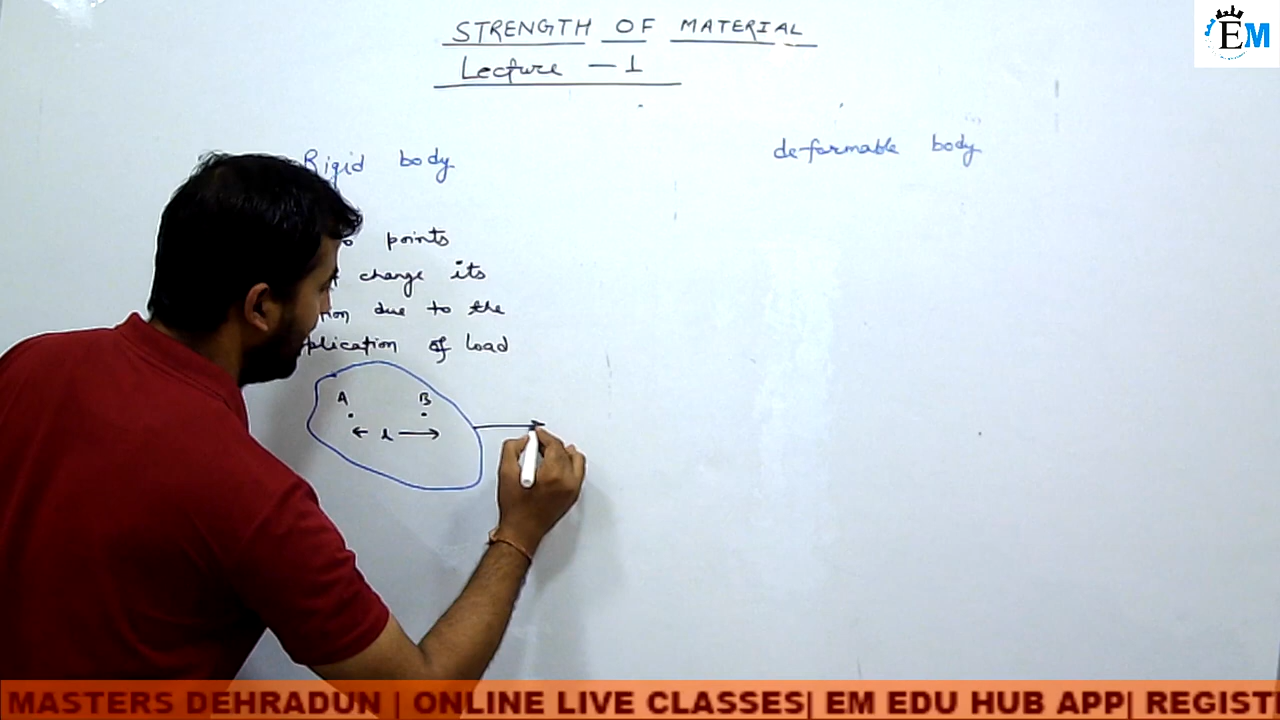 STRENGTH OF MATERIAL
Lecture - 1
EM
Rigid body
deformable body
points
change its
due to the
of load
A B
MASTERS DEHRADUN | ONLINE LIVE CLASSES| EM EDU HUB APP| REGIST